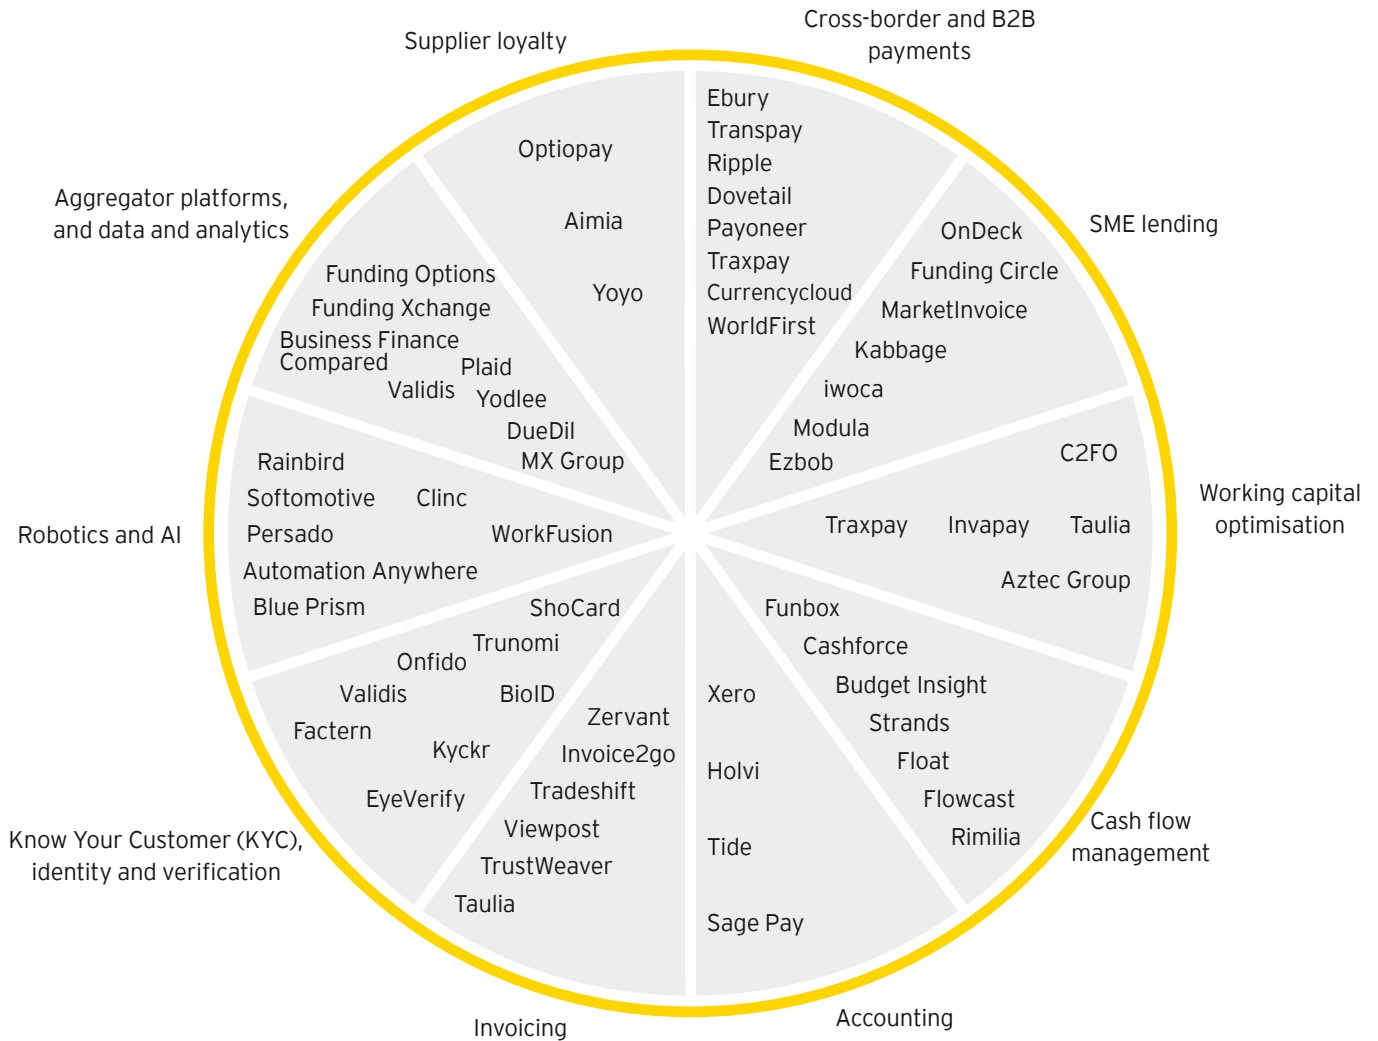 Cross-border and B2B
payments
Ebury
Transpay
Ripple
Dovetail
Payoneer
Traxpay
Currencycloud
WorldFirst
SME lending
OnDeck
Funding Circle
MarketInvoice
Kabbage
iwoca
Modula
Ezbob
Working capital
optimisation
C2FO
Traxpay Invapay Taulia
Aztec Group
Cash flow
management
Funbox
Cashforce
Budget Insight
Strands
Float
Flowcast
Rimilia
Accounting
Xero
Holvi
Tide
Sage Pay
Invoicing
Zervant
Invoice2go
Tradeshift
Viewpost
TrustWeaver
Taulia
Know Your Customer (KYC),
identity and verification
ShoCard
Trunomi
Onfido
Validis
BioID
Factern
Kyckr
EyeVerify
Robotics and AI
Rainbird
Softomotive Clinc
Persado WorkFusion
Automation Anywhere
Blue Prism
Aggregator platforms,
and data and analytics
Funding Options
Funding Xchange
Business Finance
Compared
Plaid
Validis
Yodlee
DueDil
MX Group
Supplier loyalty
Optiopay
Aimia
Yoyo